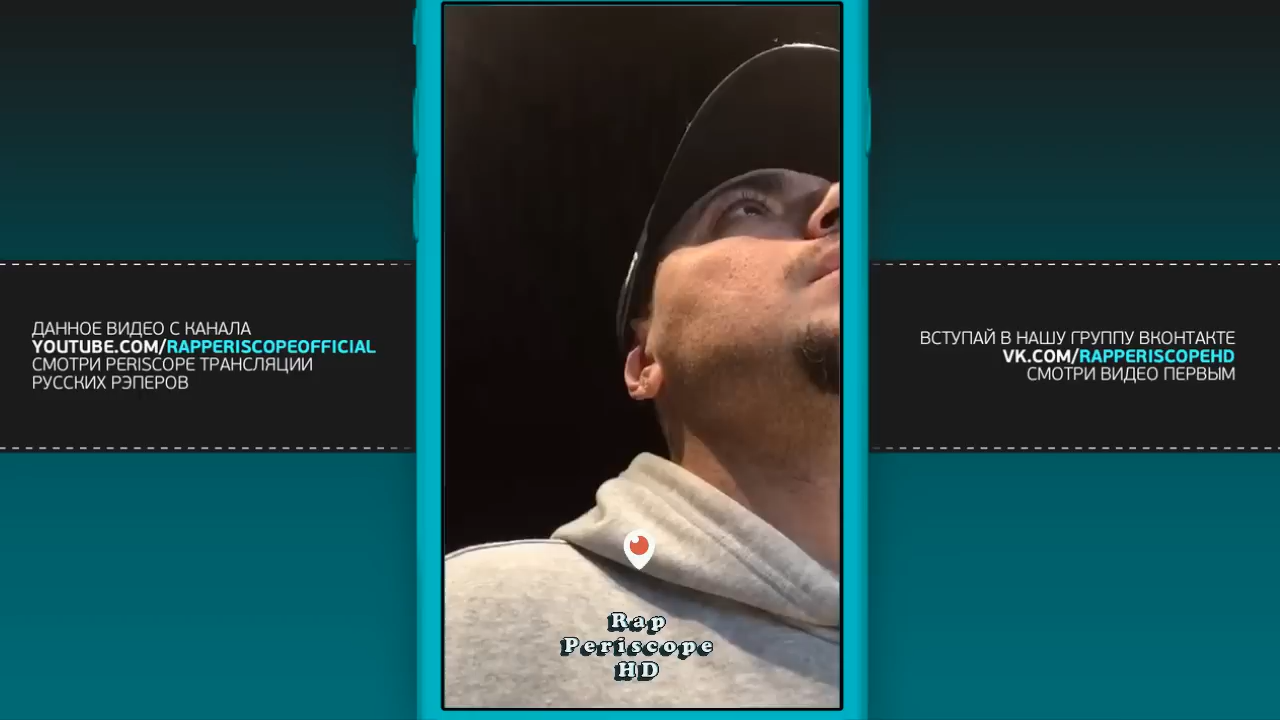 ДАННОЕ ВИДЕО С КАНАЛА
YOUTUBE.COM/RAPPERISCOPEOFFICIAL
СМОТРИ PERISCOPE ТРАНСЛЯЦИИ
РУССКИХ РЭПЕРОВ
Rap
Periscope
HD
ВСТУПАЙ В НАШУ ГРУППУ ВКОНТАКТЕ
VK.COM/RAPPERISCOPEHD
СМОТРИ ВИДЕО ПЕРВЫМ